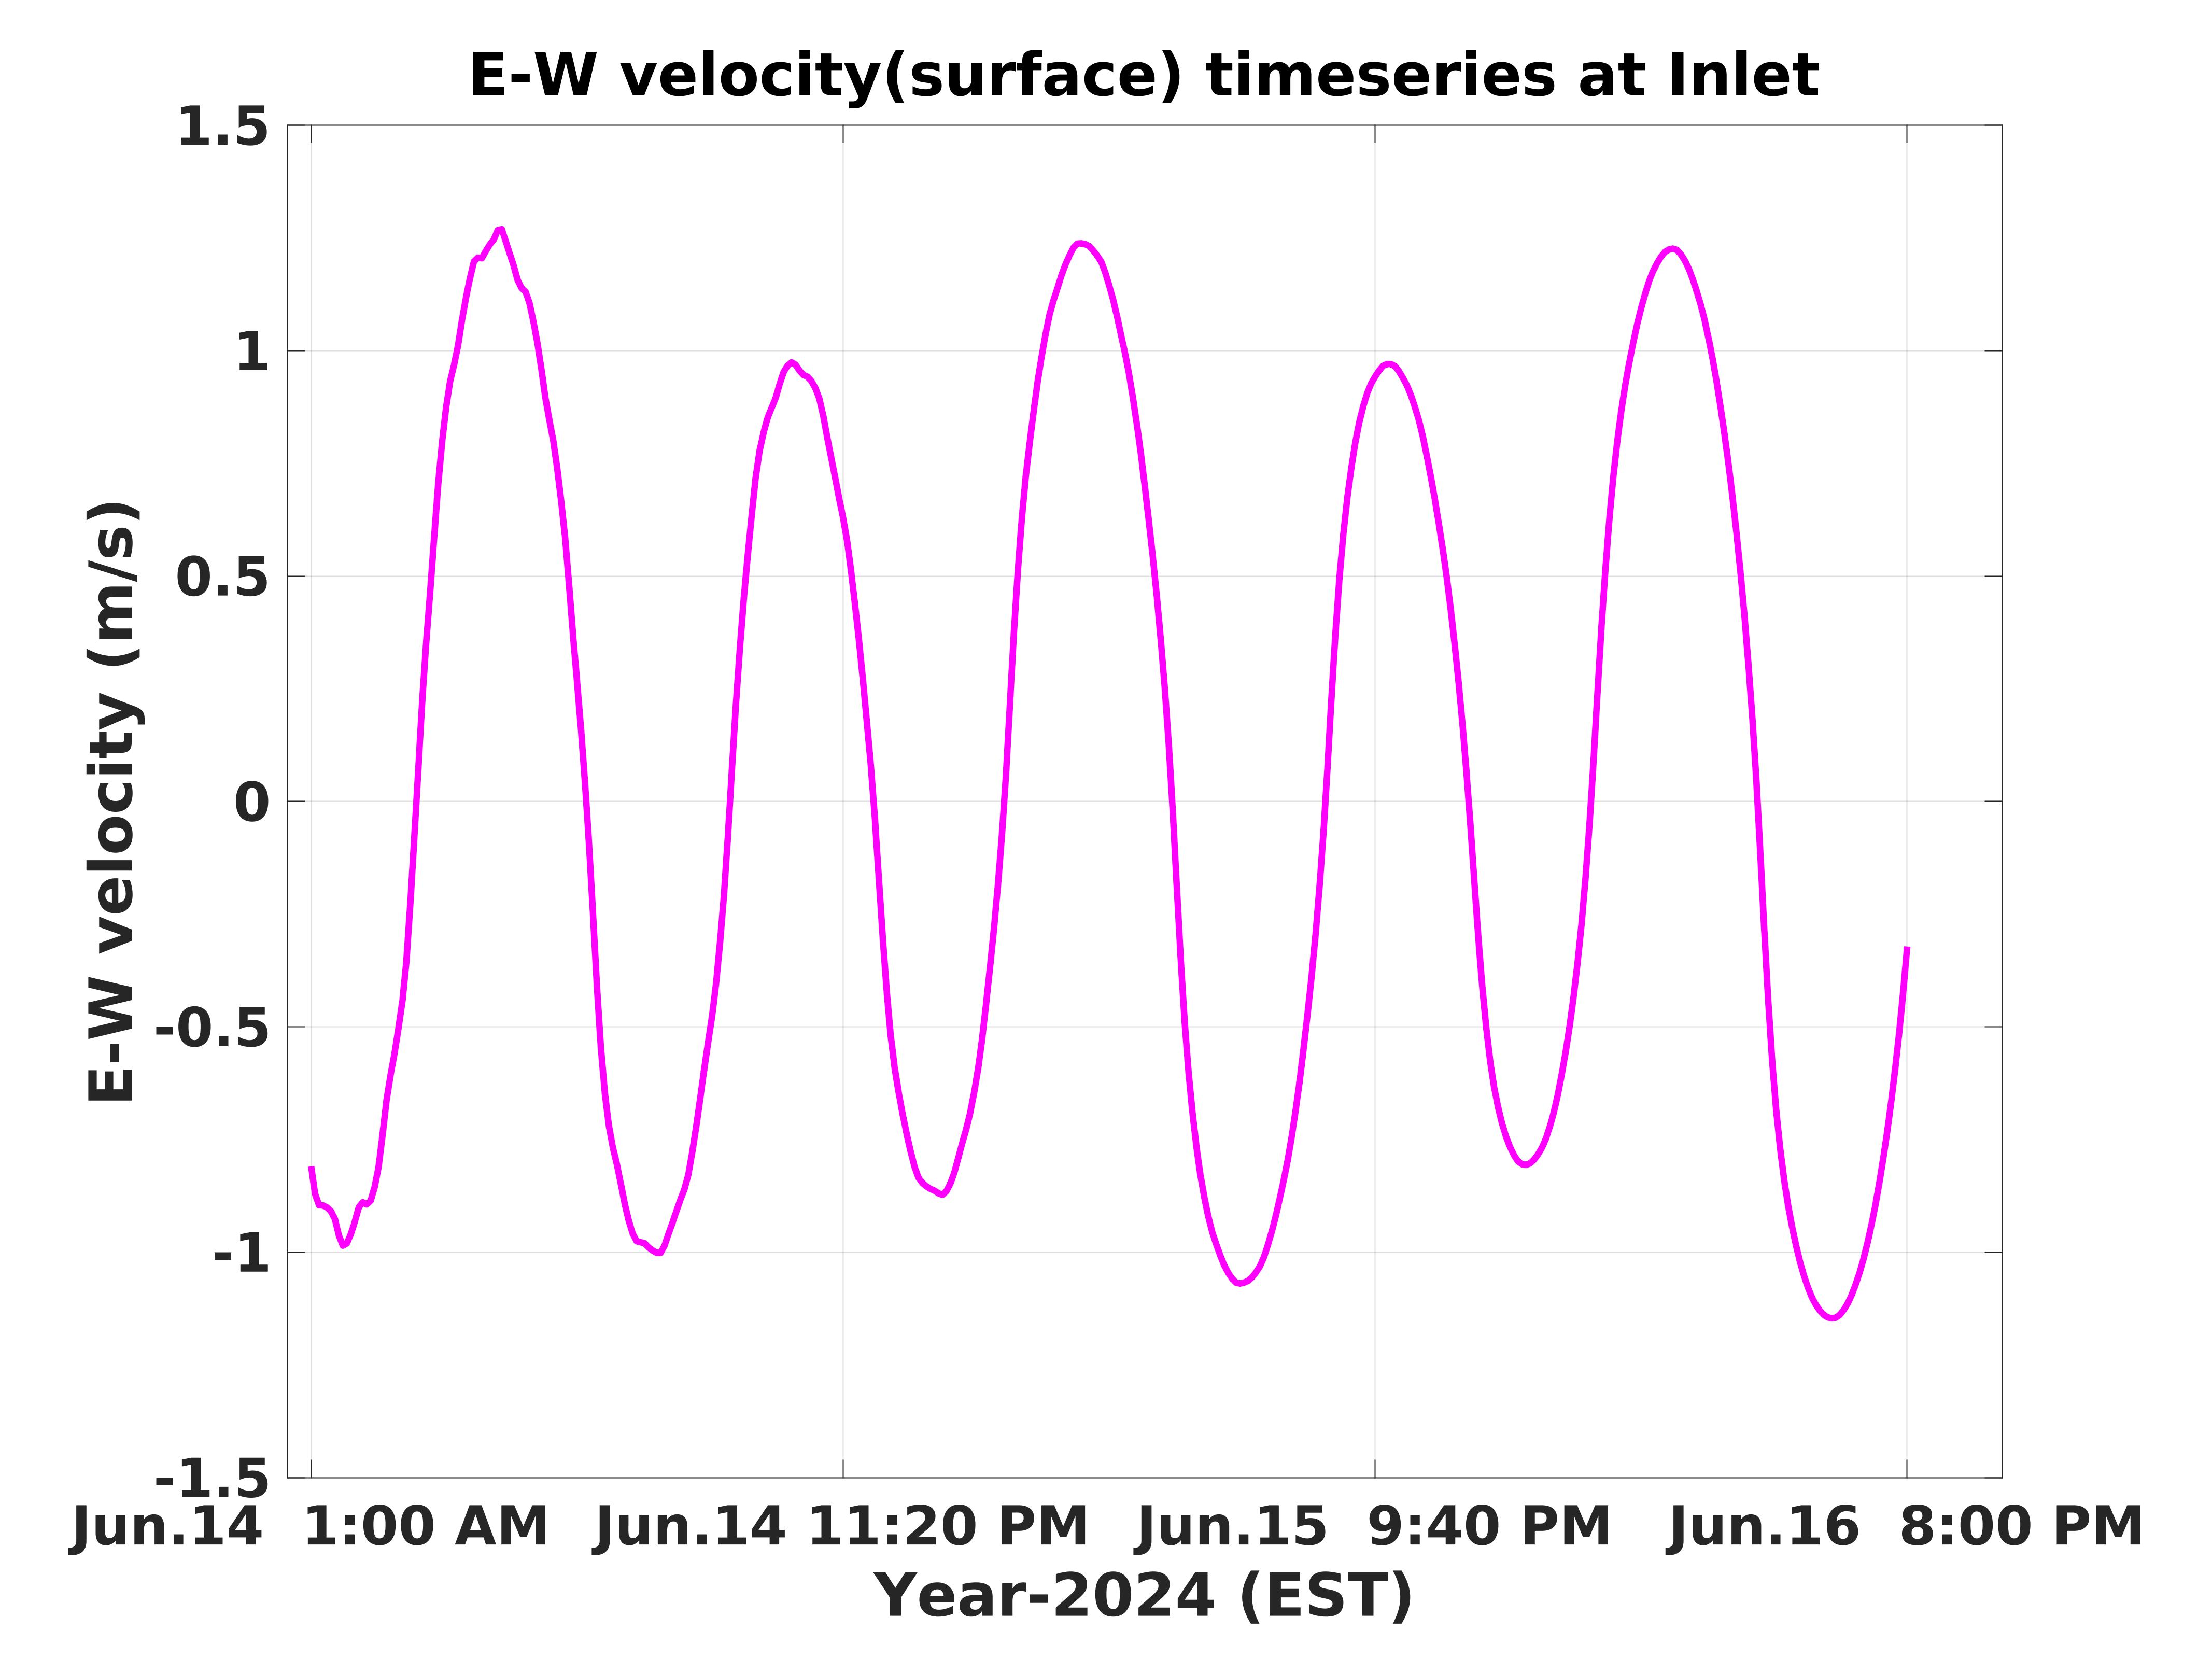 E-W velocity(surface) timeseries at Inlet
1.5
1
0.5
0
-0.5
-1
-1.5
E-W velocity (m/s)
Jun.14 1:00 AM Jun.14 11:20 PM Jun.15 9:40 PM Jun.16 8:00 PM
Year-2024 (EST)